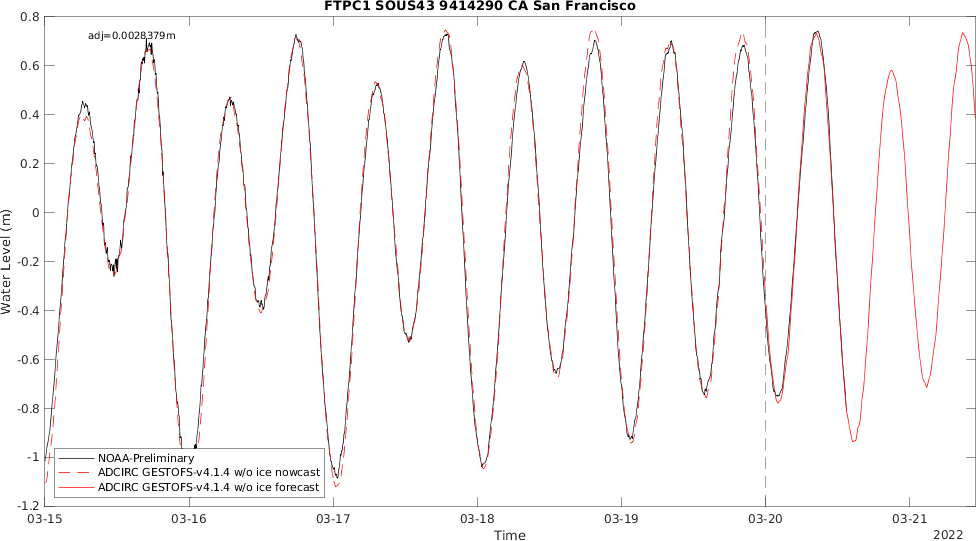 FTPC1 SOUS43 9414290 CA San Francisco
adj=0.0028379m
0.8
0.6
0.4
0.2
0
-0.2
-0.4
-0.6
-0.8
-1
-1.2
Water Level (m)
NOAA-Preliminary
ADCIRC GESTOFS-v4.1.4 w/o ice nowcast
ADCIRC GESTOFS-v4.1.4 w/o ice forecast
03-15 03-16 03-17 03-18 03-19 03-20 03-21
Time
2022